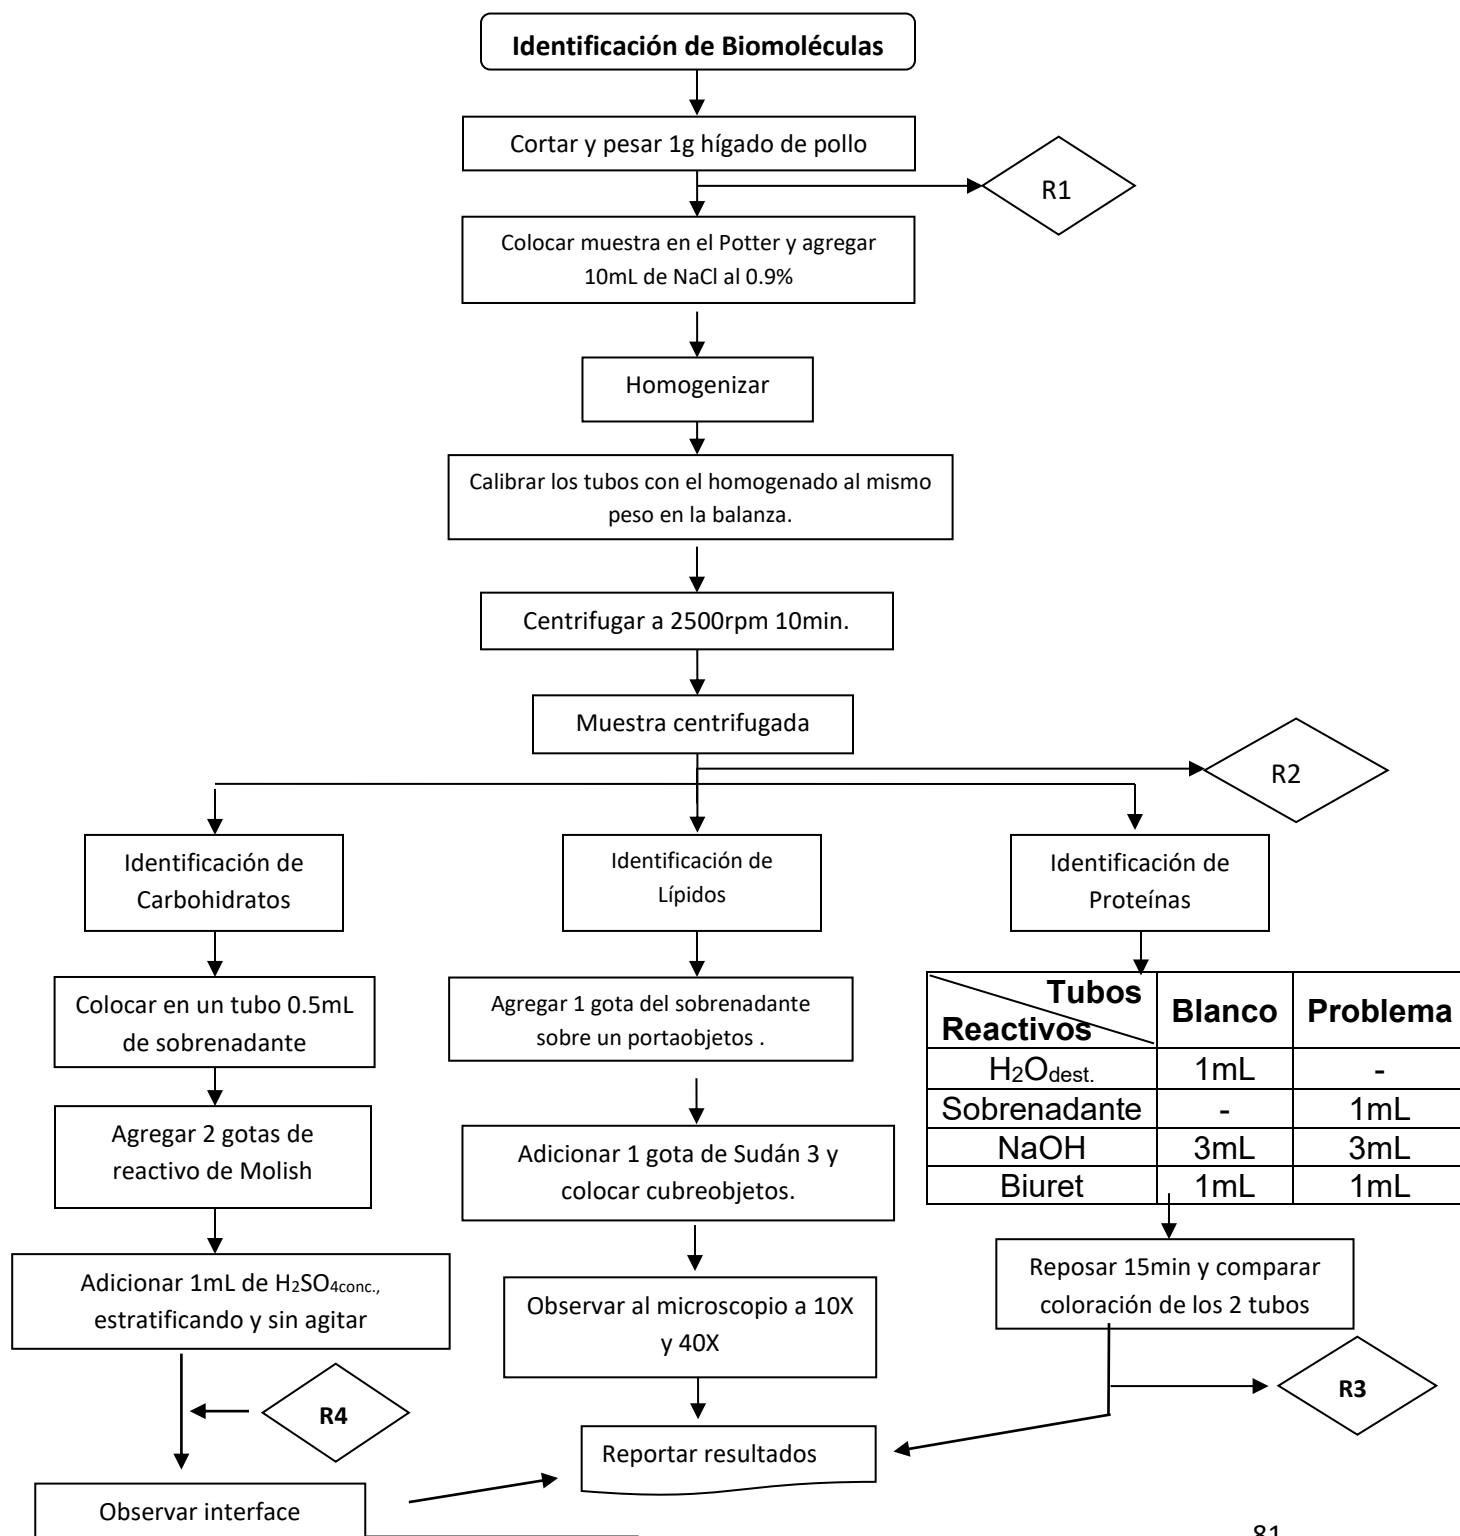 Identificación de Biomoléculas
Cortar y pesar 1g hígado de pollo
R1
Colocar muestra en el Potter y agregar
10mL de NaCl al 0.9%
Homogenizar
Calibrar los tubos con el homogenado al mismo
peso en la balanza.
Centrifugar a 2500rpm 10min.
Muestra centrifugada
R2
Identificación de
Carbohidratos
Colocar en un tubo 0.5mL
de sobrenadante
Agregar 2 gotas de
reactivo de Molish
Adicionar 1mL de H₂SO₄conc.,
estratificando y sin agitar
R4
Observar interface
Identificación de
Lípidos
Agregar 1 gota del sobrenadante
sobre un portaobjetos .
Adicionar 1 gota de Sudán 3 y
colocar cubreobjetos.
Observar al microscopio a 10X
y 40X
Reportar resultados
Identificación de
Proteínas
Tubos
Reactivos Blanco Problema
H₂Odest. 1mL -
Sobrenadante - 1mL
NaOH 3mL 3mL
Biuret 1mL 1mL
Reposar 15min y comparar
coloración de los 2 tubos
R3
81